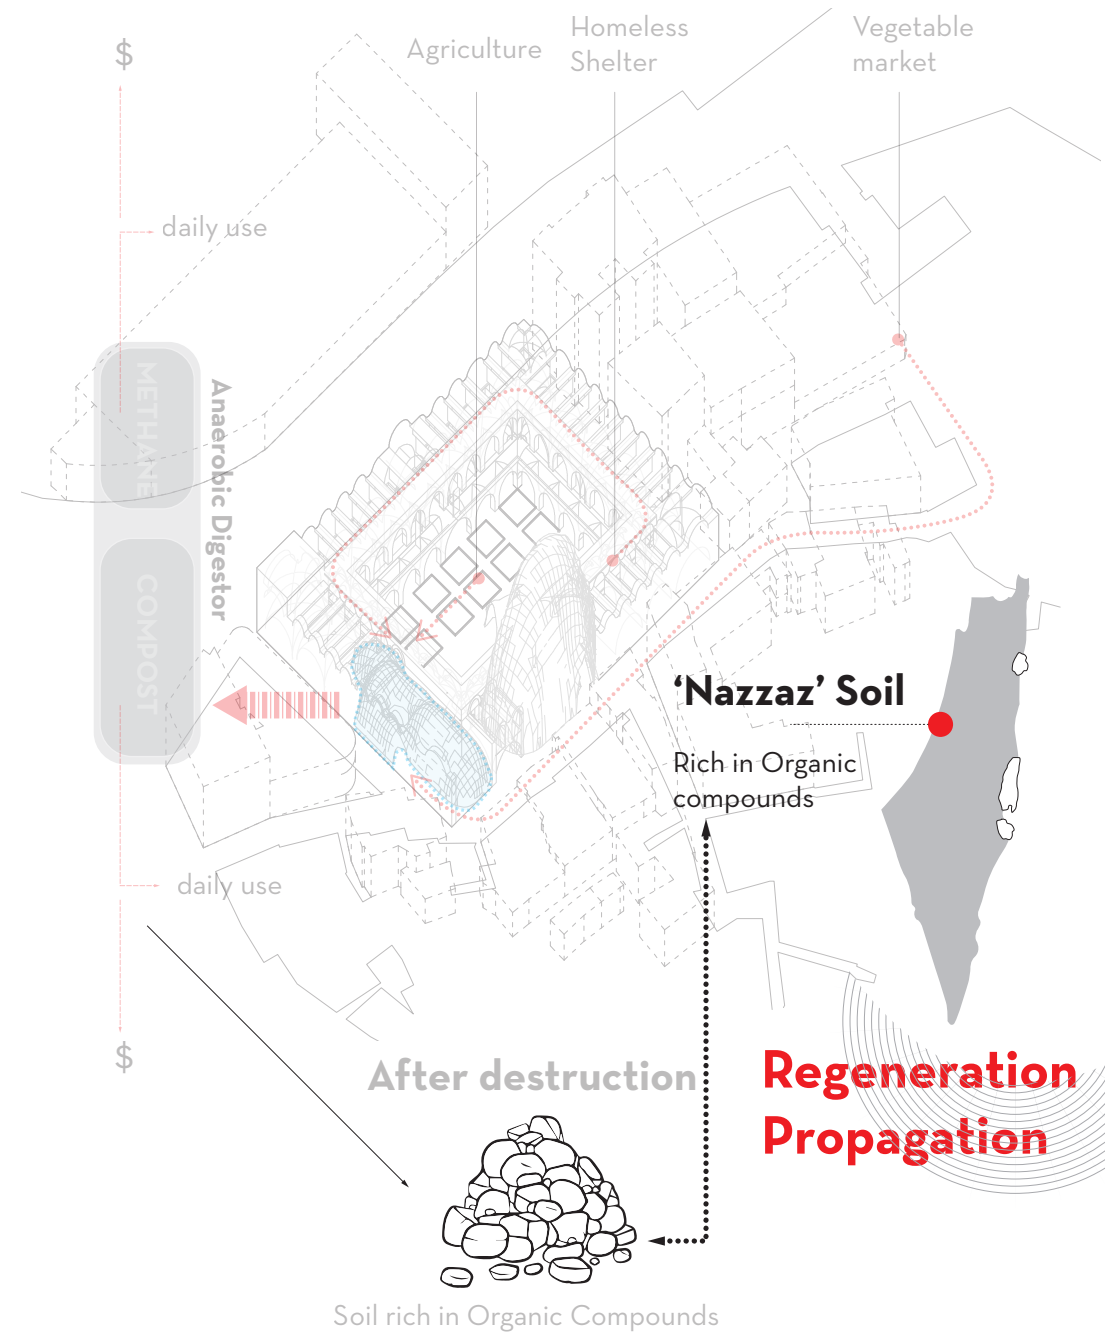 $
Agriculture
Homeless
Shelter
Vegetable
market
daily use
METHANE
Anaerobic Digestor
COMPOST
‘Nazzaz’ Soil
Rich in Organic
compounds
daily use
$
After destruction
Regeneration
Propagation
Soil rich in Organic Compounds